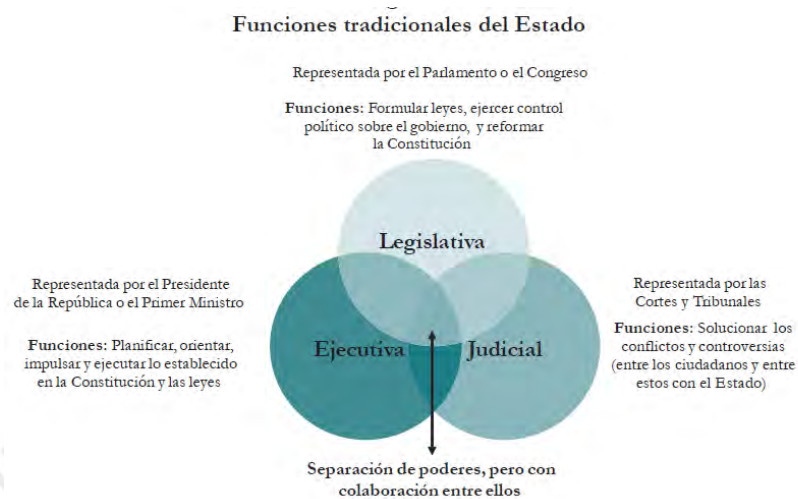 Funciones tradicionales del Estado
Representada por el Parlamento o el Congreso
Funciones: Formular leyes, ejercer control
político sobre el gobierno, y reformar
la Constitución
Legislativa
Representada por el Presidente
de la República o el Primer Ministro
Funciones: Planificar, orientar,
impulsar y ejecutar lo establecido
en la Constitución y las leyes
Ejecutiva
Judicial
Representada por las
Cortes y Tribunales
Funciones: Solucionar los
conflictos y controversias
(entre los ciudadanos y entre
estos con el Estado)
Separación de poderes, pero con
colaboración entre ellos